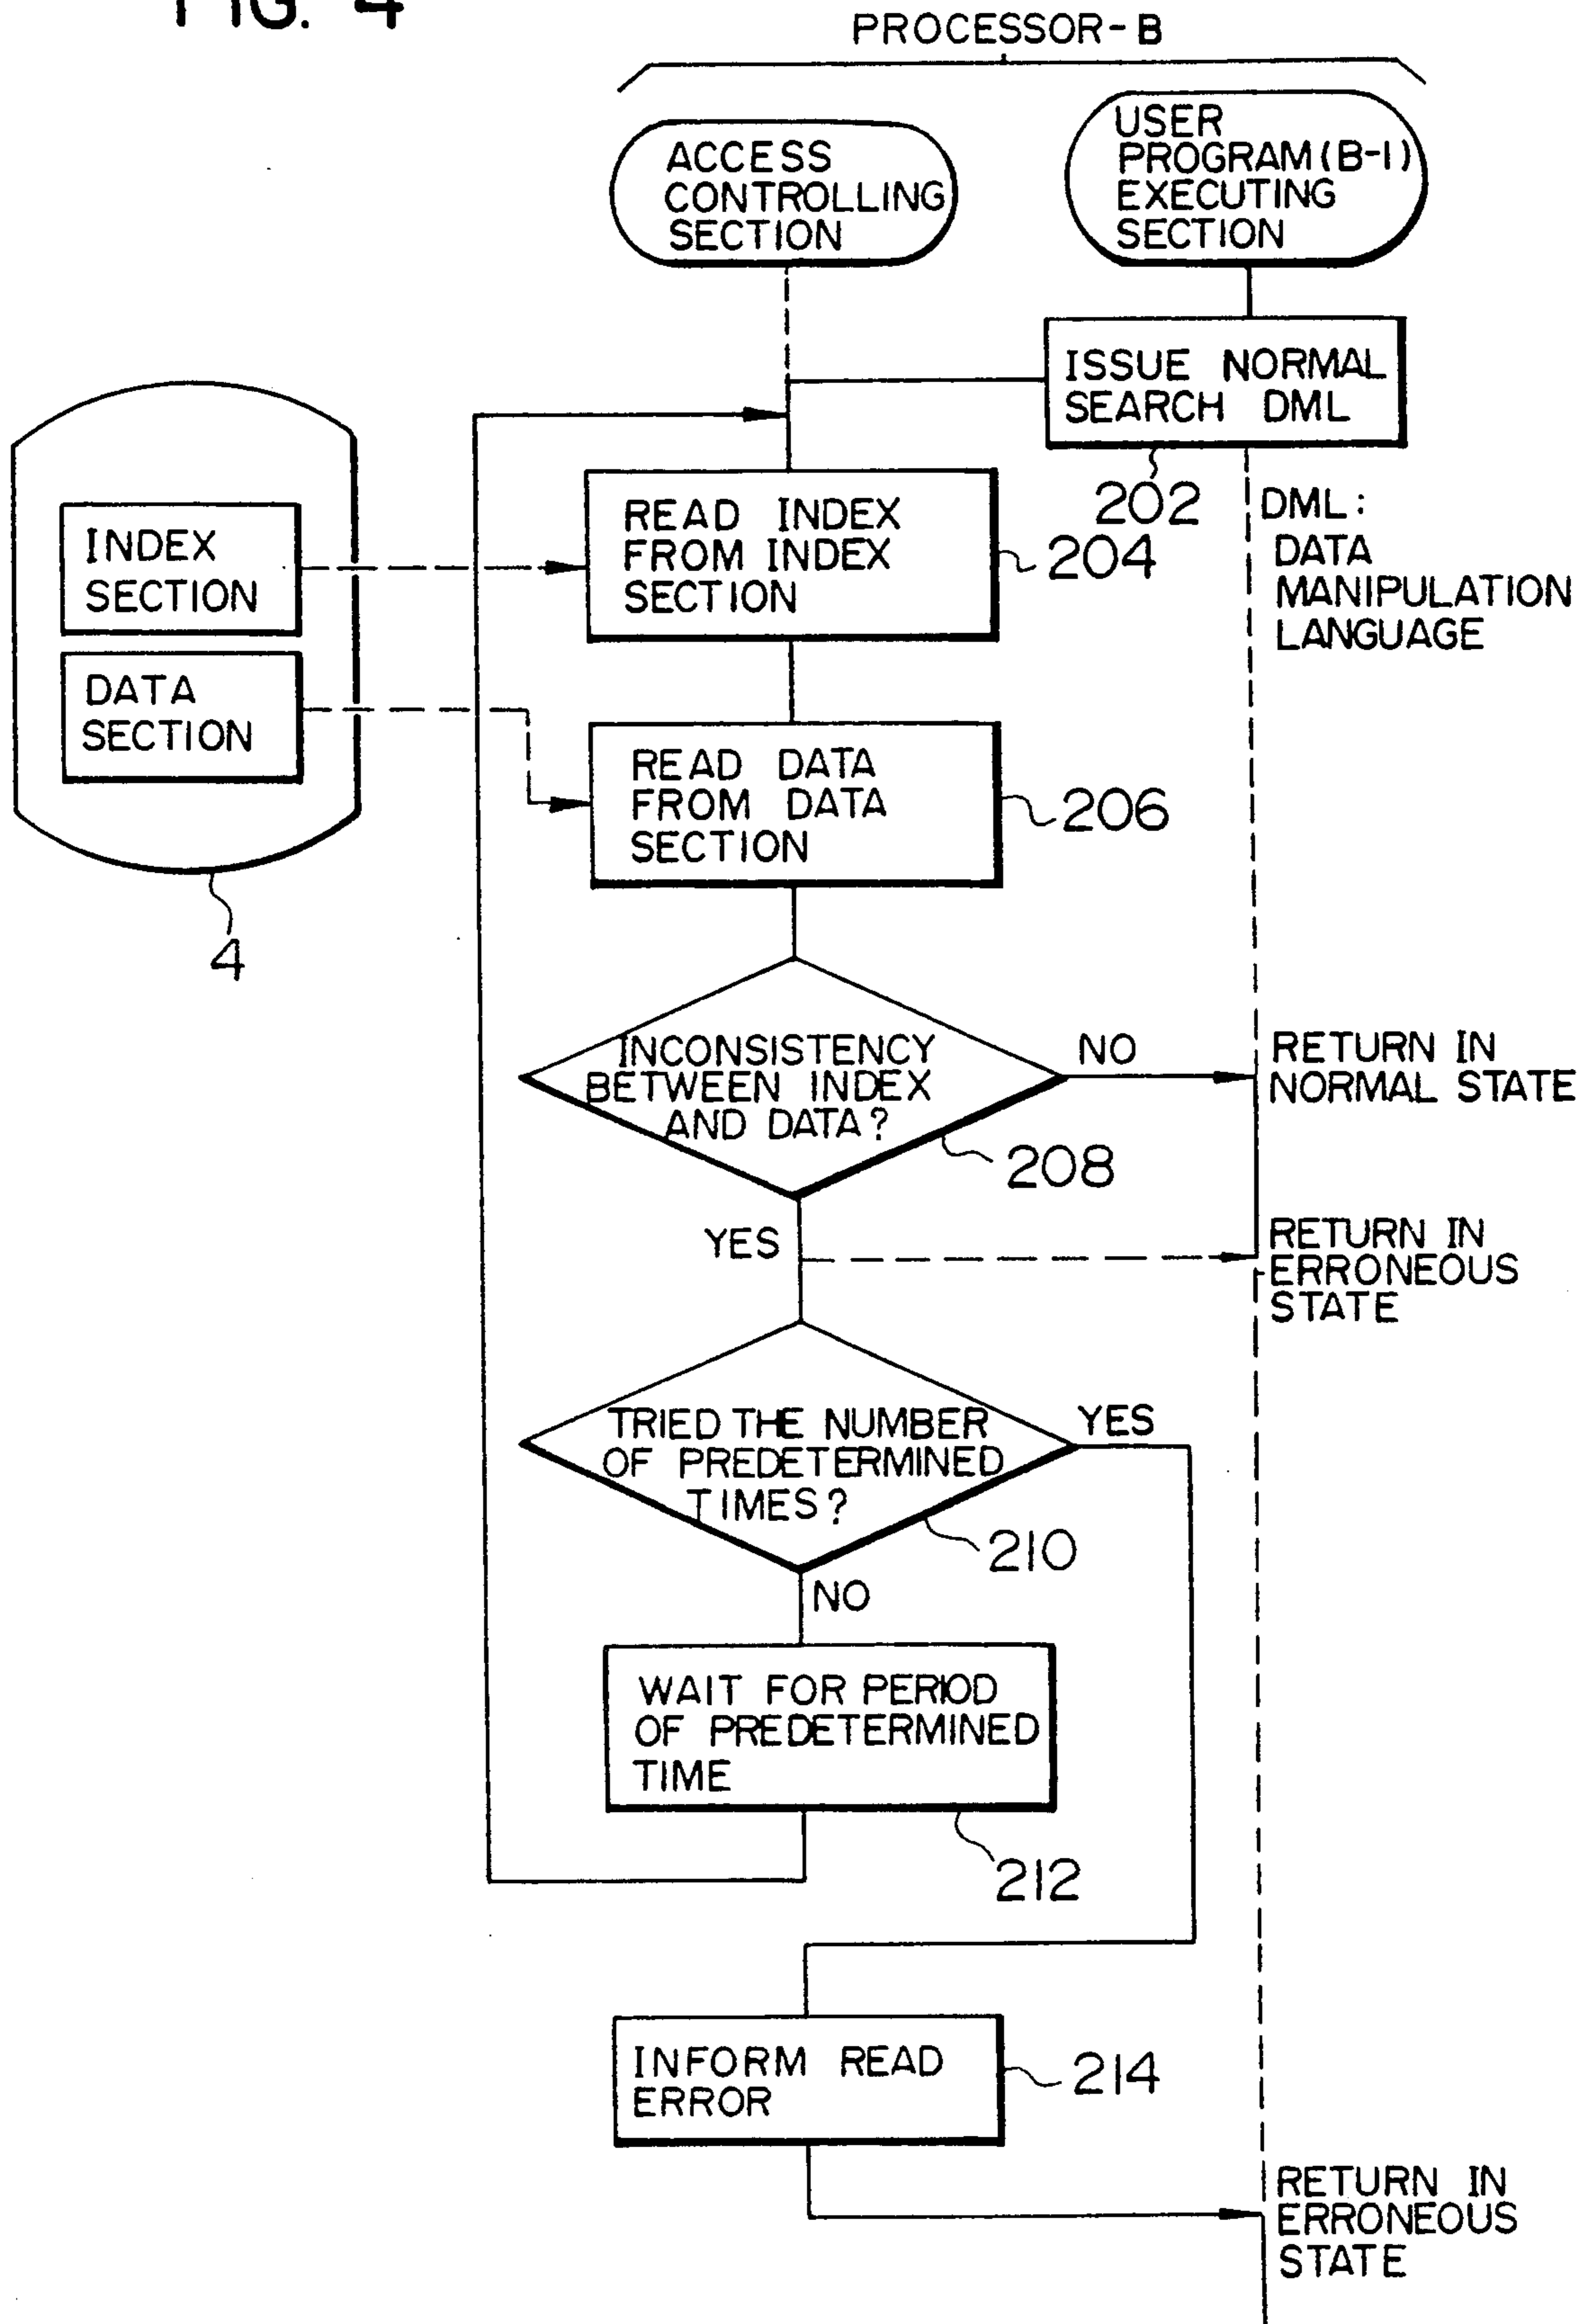 FIG. 4
PROCESSOR-B
ACCESS
CONTROLLING
SECTION
USER
PROGRAM(B-1)
EXECUTING
SECTION
ISSUE NORMAL
SEARCH DML
202
DML:
DATA
MANIPULATION
LANGUAGE
INDEX
SECTION
READ INDEX
FROM INDEX
SECTION
204
DATA
SECTION
READ DATA
FROM DATA
SECTION
206
4
INCONSISTENCY
BETWEEN INDEX
AND DATA?
NO
RETURN IN
NORMAL STATE
208
YES
RETURN IN
ERRONEOUS
STATE
TRIED THE NUMBER
OF PREDETERMINED
TIMES?
YES
210
NO
WAIT FOR PERIOD
OF PREDETERMINED
TIME
212
INFORM READ
ERROR
214
RETURN IN
ERRONEOUS
STATE